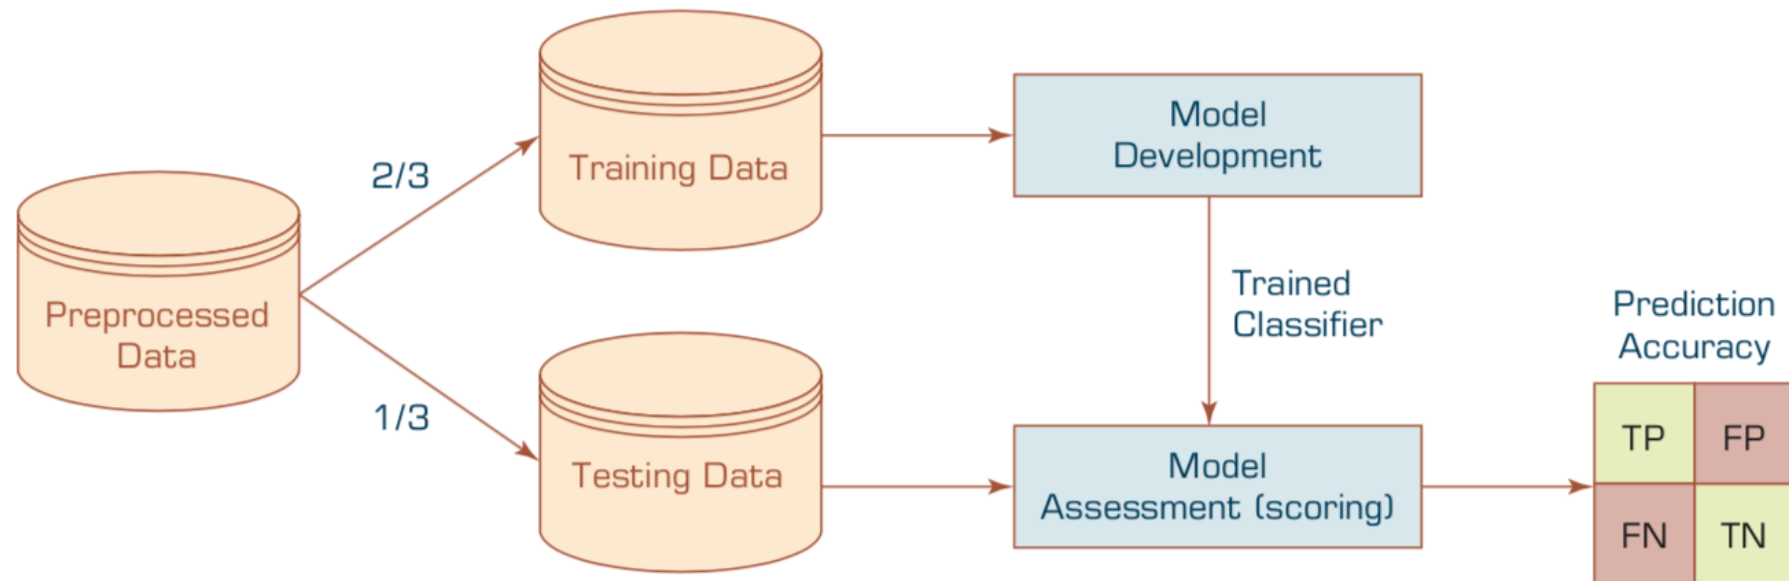 Preprocessed
Data
2/3
1/3
Training Data
Testing Data
Model
Development
Trained
Classifier
Model
Assessment (scoring)
Prediction
Accuracy
TP FP
FN TN